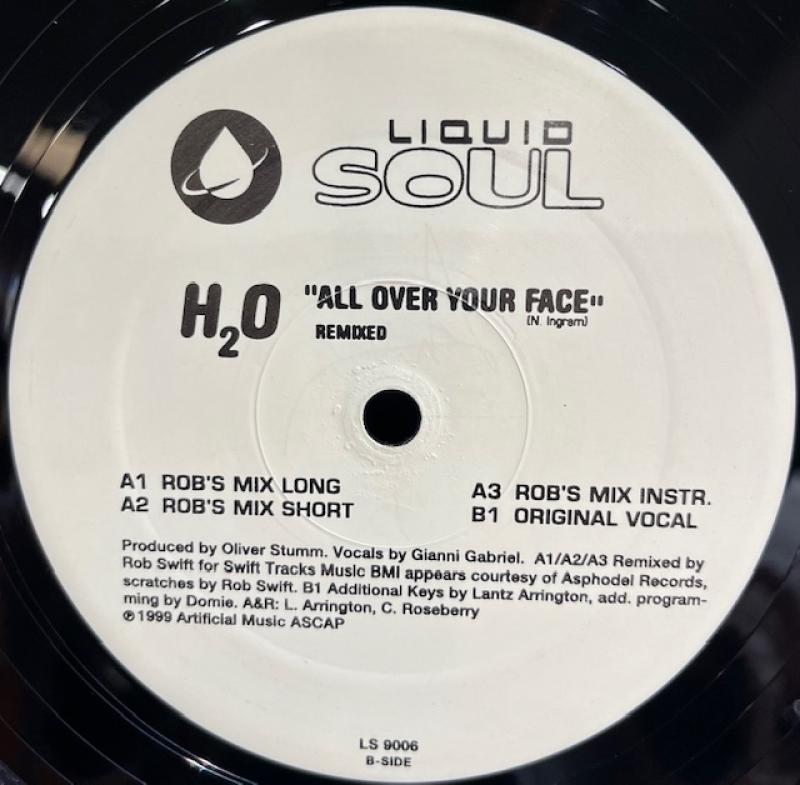 LIQUID
SOUL
H2O "ALL OVER YOUR FACE"
(N. Ingram)
REMIXED
A1 ROB'S MIX LONG
A2 ROB'S MIX SHORT
A3 ROB'S MIX INSTR.
B1 ORIGINAL VOCAL
Produced by Oliver Stumm. Vocals by Gianni Gabriel. A1/A2/A3 Remixed by
Rob Swift for Swift Tracks Music BMI appears courtesy of Asphodel Records,
scratches by Rob Swift. B1 Additional Keys by Lantz Arrington, add. program-
ming by Domie. A&R: L. Arrington, C. Roseberry
℗1999 Artificial Music ASCAP
LS 9006
B-SIDE